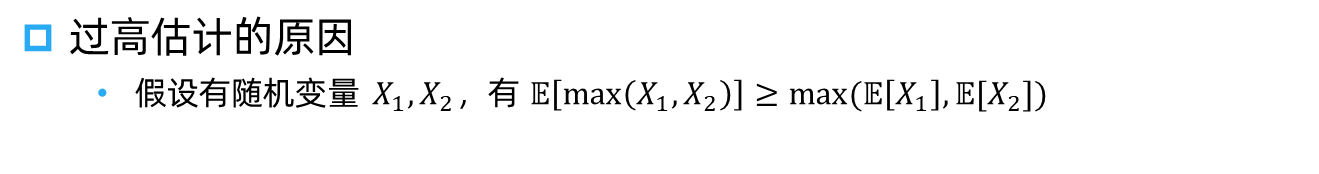 过高估计的原因
• 假设有随机变量 𝑋₁, 𝑋₂，有 𝔼[max(𝑋₁, 𝑋₂)] ≥ max(𝔼[𝑋₁], 𝔼[𝑋₂])